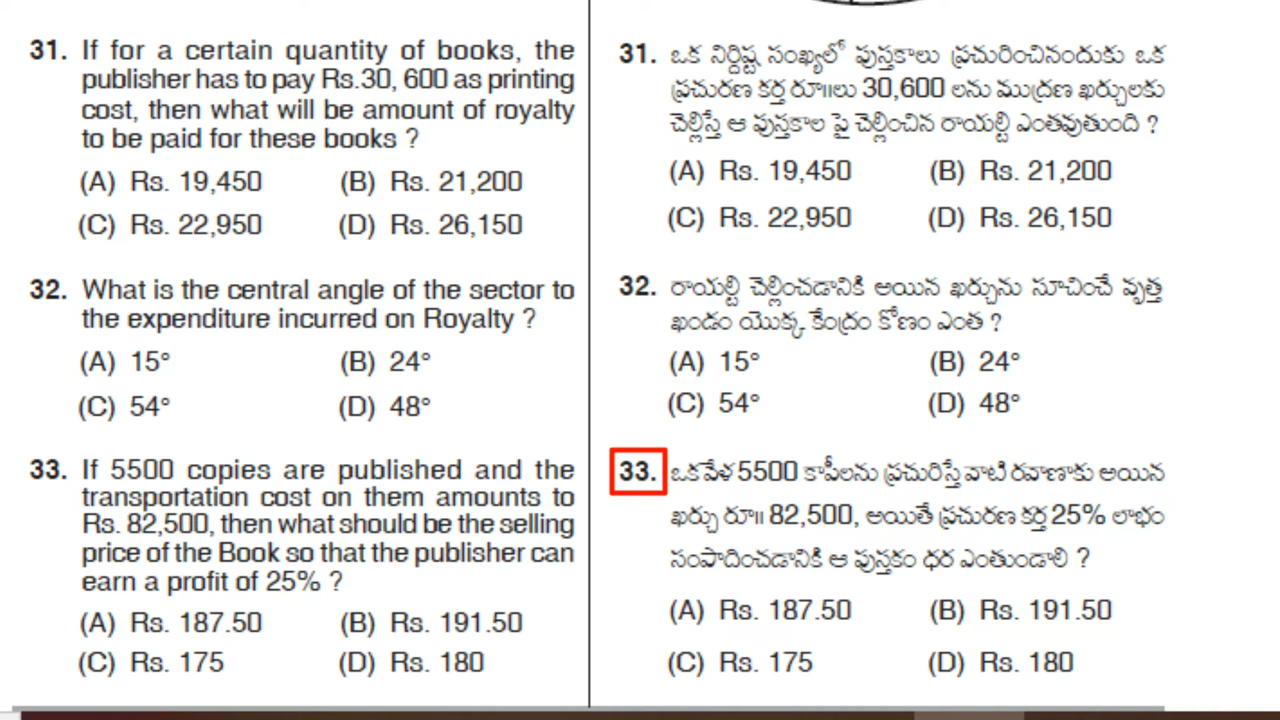 31. If for a certain quantity of books, the
publisher has to pay Rs.30, 600 as printing
cost, then what will be amount of royalty
to be paid for these books ?
(A) Rs. 19,450 (B) Rs. 21,200
(C) Rs. 22,950 (D) Rs. 26,150
32. What is the central angle of the sector to
the expenditure incurred on Royalty ?
(A) 15° (B) 24°
(C) 54° (D) 48°
33. If 5500 copies are published and the
transportation cost on them amounts to
Rs. 82,500, then what should be the selling
price of the Book so that the publisher can
earn a profit of 25% ?
(A) Rs. 187.50 (B) Rs. 191.50
(C) Rs. 175 (D) Rs. 180
31. ఒక నిర్దిష్ట సంఖ్యలో పుస్తకాలు ప్రచురించినందుకు ఒక
ప్రచురణ కర్త రూ॥లు 30,600 లను ముద్రణ ఖర్చులకు
చెల్లిస్తే ఆ పుస్తకాల పై చెల్లించిన రాయల్టి ఎంతవుతుంది ?
(A) Rs. 19,450 (B) Rs. 21,200
(C) Rs. 22,950 (D) Rs. 26,150
32. రాయల్టి చెల్లించడానికి అయిన ఖర్చును సూచించే వృత్త
ఖండం యొక్క కేంద్రం కోణం ఎంత ?
(A) 15° (B) 24°
(C) 54° (D) 48°
33. ఒకవేళ 5500 కాపీలను ప్రచురిస్తే వాటి రవాణాకు అయిన
ఖర్చు రూ॥ 82,500, అయితే ప్రచురణ కర్త 25% లాభం
సంపాదించడానికి ఆ పుస్తకం ధర ఎంతుండాలి ?
(A) Rs. 187.50 (B) Rs. 191.50
(C) Rs. 175 (D) Rs. 180